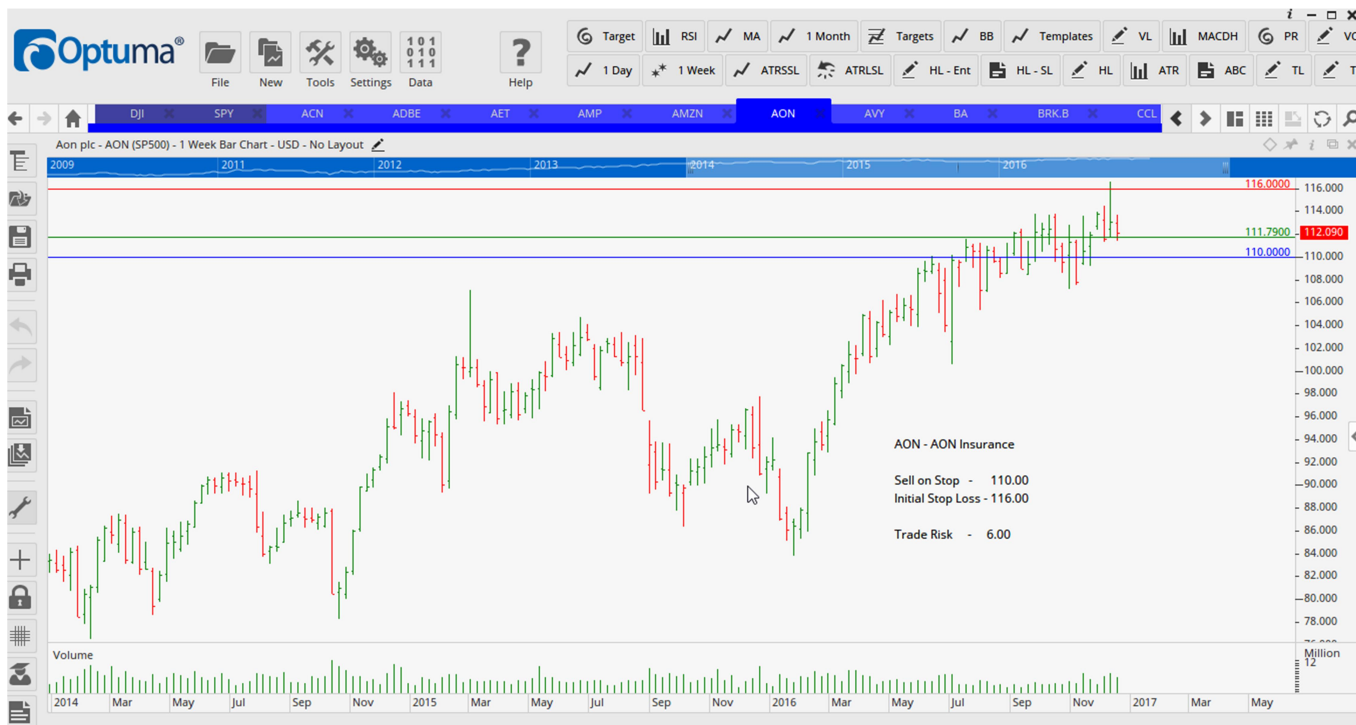 Optuma®
File
New
Tools
Settings
101
010
111
Data
?
Help
Target
RSI
MA
1 Month
Targets
BB
Templates
VL
MACDH
PR
1 Day
1 Week
ATRSSL
ATRLSL
HL - Ent
HL - SL
HL
ATR
ABC
TL
DJI
SPY
ACN
ADBE
AET
AMP
AMZN
AON
AVY
BA
BRK.B
CCL
Aon plc - AON (SP500) - 1 Week Bar Chart - USD - No Layout
2009
2011
2012
2013
2014
2015
2016
116.0000
111.7900
110.0000
116.000
114.000
112.090
110.000
108.000
106.000
104.000
102.000
100.000
98.000
96.000
94.000
92.000
90.000
88.000
86.000
84.000
82.000
80.000
78.000
AON - AON Insurance
Sell on Stop - 110.00
Initial Stop Loss - 116.00
Trade Risk - 6.00
Volume
Million
12
2014 Mar May Jul Sep Nov 2015 Mar May Jul Sep Nov 2016 Mar May Jul Sep Nov 2017 Mar May